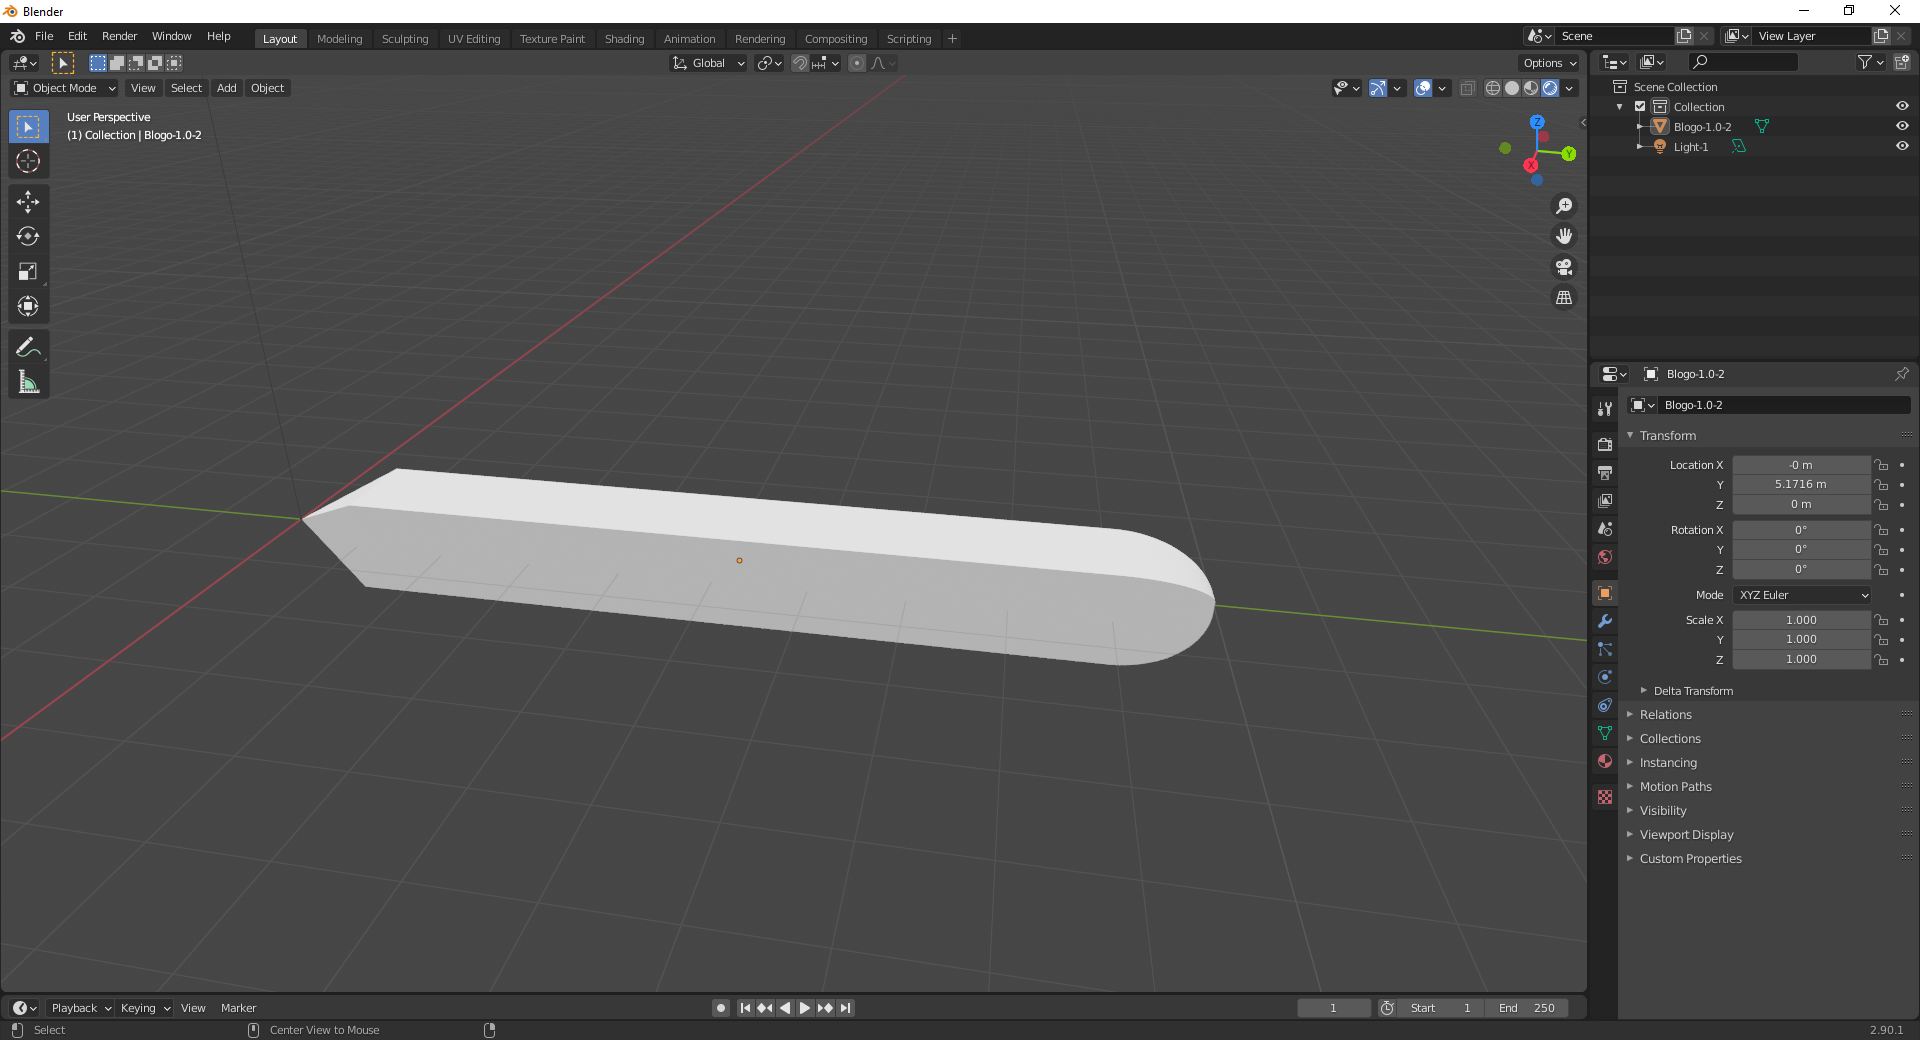 Blender
File Edit Render Window Help Layout Modeling Sculpting UV Editing Texture Paint Shading Animation Rendering Compositing Scripting + Scene View Layer
Global Options
Object Mode View Select Add Object
User Perspective
(1) Collection | Blogo-1.0-2
Z
Y
X
Scene Collection
Collection
Blogo-1.0-2
Light-1
Blogo-1.0-2
Blogo-1.0-2
Transform
Location X -0 m
Y 5.1716 m
Z 0 m
Rotation X 0°
Y 0°
Z 0°
Mode XYZ Euler
Scale X 1.000
Y 1.000
Z 1.000
Delta Transform
Relations
Collections
Instancing
Motion Paths
Visibility
Viewport Display
Custom Properties
Playback Keying View Marker 1 Start 1 End 250
Select Center View to Mouse 2.90.1